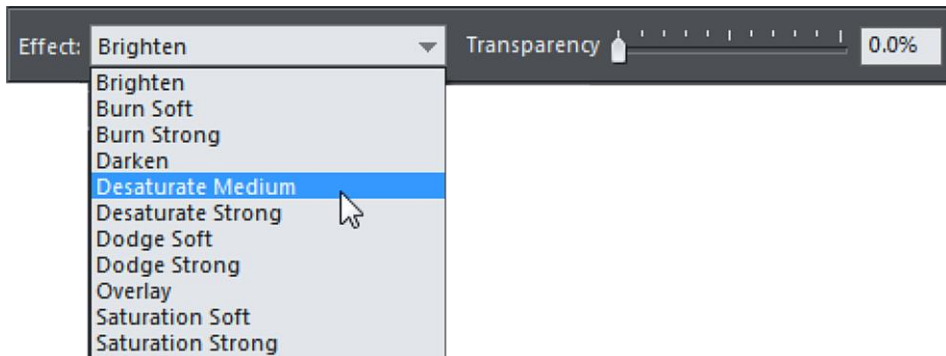 Effect: Brighten Transparency 0.0%
Brighten
Burn Soft
Burn Strong
Darken
Desaturate Medium
Desaturate Strong
Dodge Soft
Dodge Strong
Overlay
Saturation Soft
Saturation Strong